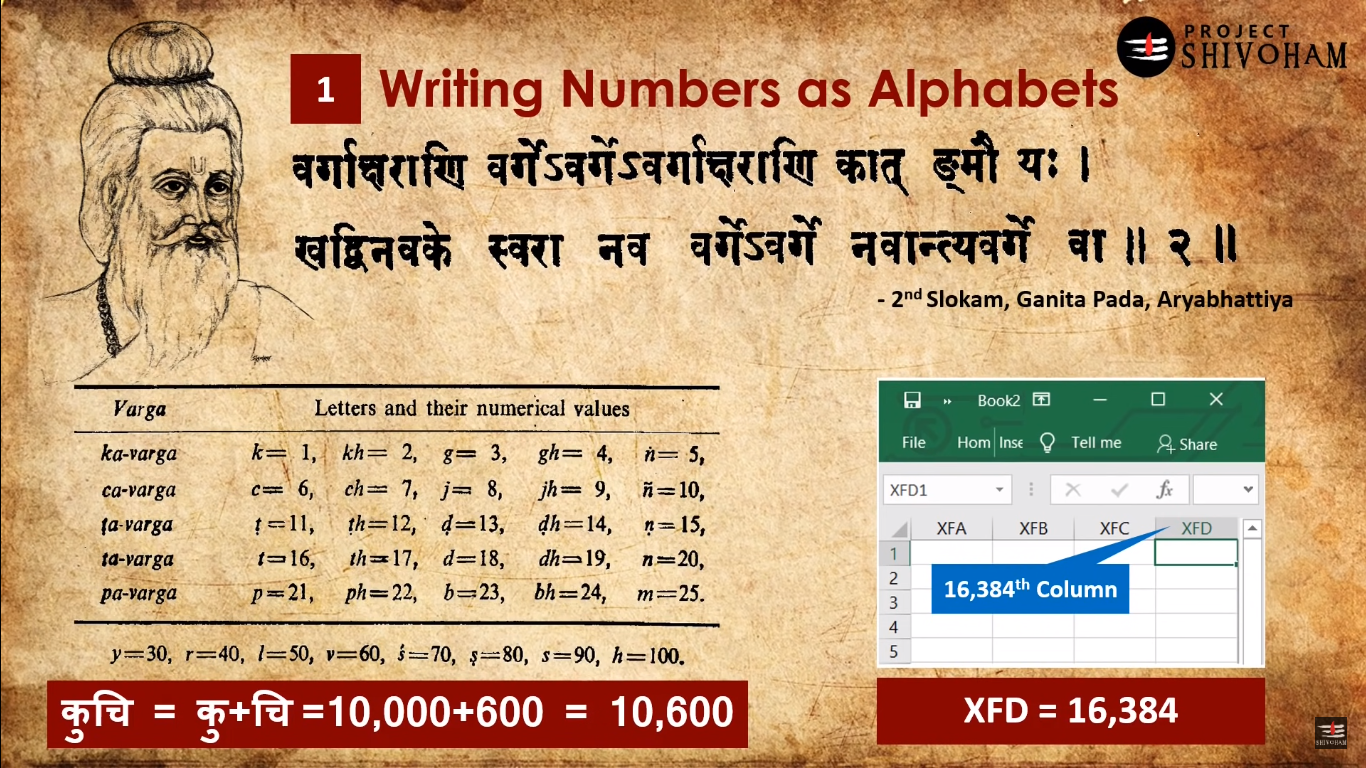 PROJECT
SHIVOHAM
1 Writing Numbers as Alphabets
वर्गाक्षराणि वर्गेऽवर्गेऽवर्गाक्षराणि कात् ङ्मौ यः ।
खद्विनवके स्वरा नव वर्गेऽवर्गे नवान्त्यवर्गे वा ॥ २ ॥
- 2nd Slokam, Ganita Pada, Aryabhattiya
Varga Letters and their numerical values
ka-varga k= 1, kh= 2, g= 3, gh= 4, ṅ= 5,
ca-varga c= 6, ch= 7, j= 8, jh= 9, ñ=10,
ṭa-varga ṭ=11, ṭh=12, ḍ=13, ḍh=14, ṇ=15,
ta-varga t=16, th=17, d=18, dh=19, n=20,
pa-varga p=21, ph=22, b=23, bh=24, m=25.
y=30, r=40, l=50, v=60, ś=70, ṣ=80, s=90, h=100.
कुचि = कु+चि =10,000+600 = 10,600
Book2
File Hom Inse Tell me Share
XFD1 fx
XFA XFB XFC XFD
1
2
3
4
5
16,384th Column
XFD = 16,384
SHIVOHAM